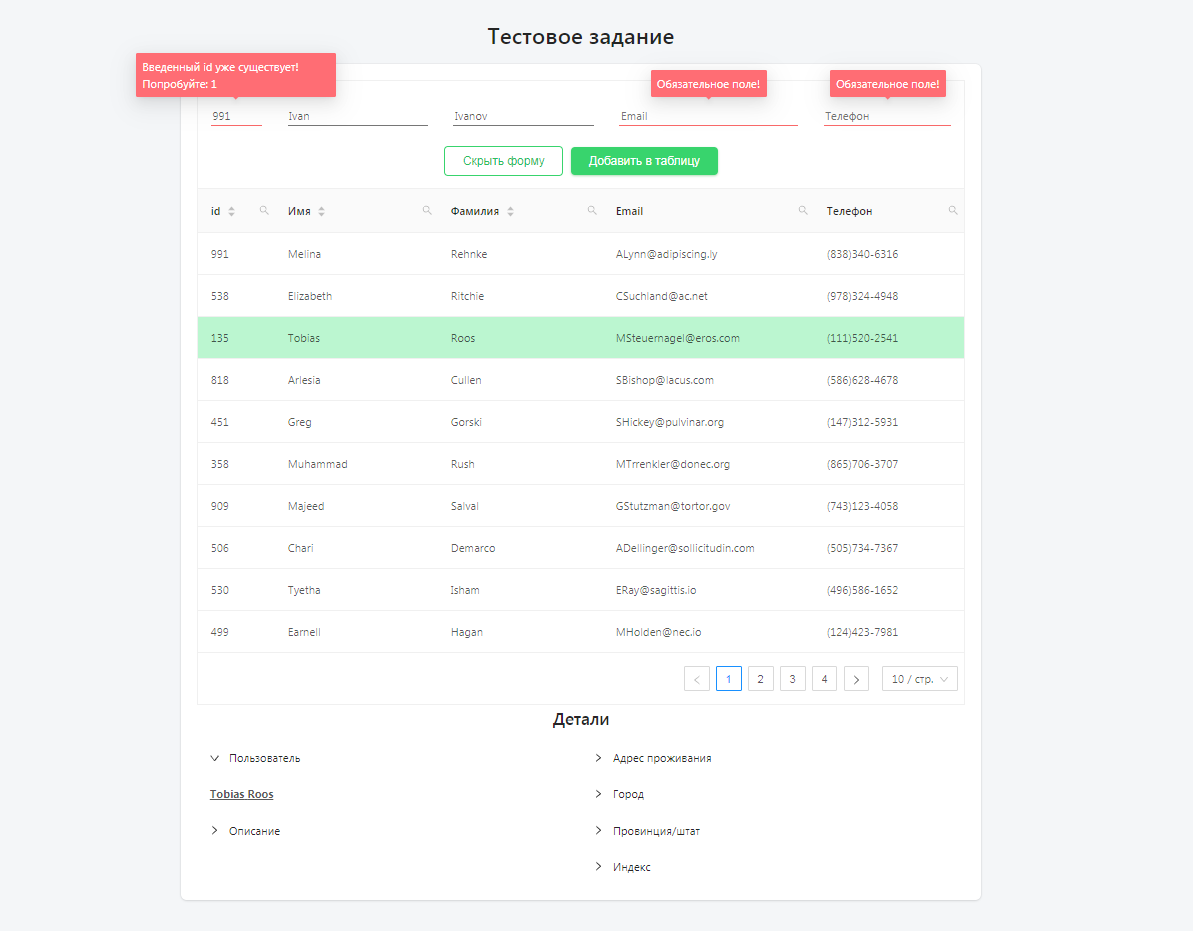 Тестовое задание
Введенный id уже существует!
Попробуйте: 1
Обязательное поле! Обязательное поле!
991 Ivan Ivanov Email Телефон
Скрыть форму Добавить в таблицу
id Имя Фамилия Email Телефон
991 Melina Rehnke ALynn@adipiscing.ly (838)340-6316
538 Elizabeth Ritchie CSuchland@ac.net (978)324-4948
135 Tobias Roos MSteuernagel@eros.com (111)520-2541
818 Arlesia Cullen SBishop@lacus.com (586)628-4678
451 Greg Gorski SHickey@pulvinar.org (147)312-5931
358 Muhammad Rush MTrrenkler@donec.org (865)706-3707
909 Majeed Salval GStutzman@tortor.gov (743)123-4058
506 Chari Demarco ADellinger@sollicitudin.com (505)734-7367
530 Tyetha Isham ERay@sagittis.io (496)586-1652
499 Earnell Hagan MHolden@nec.io (124)423-7981
1 2 3 4 10 / стр.
Детали
Пользователь Адрес проживания
Tobias Roos Город
Описание Провинция/штат
Индекс